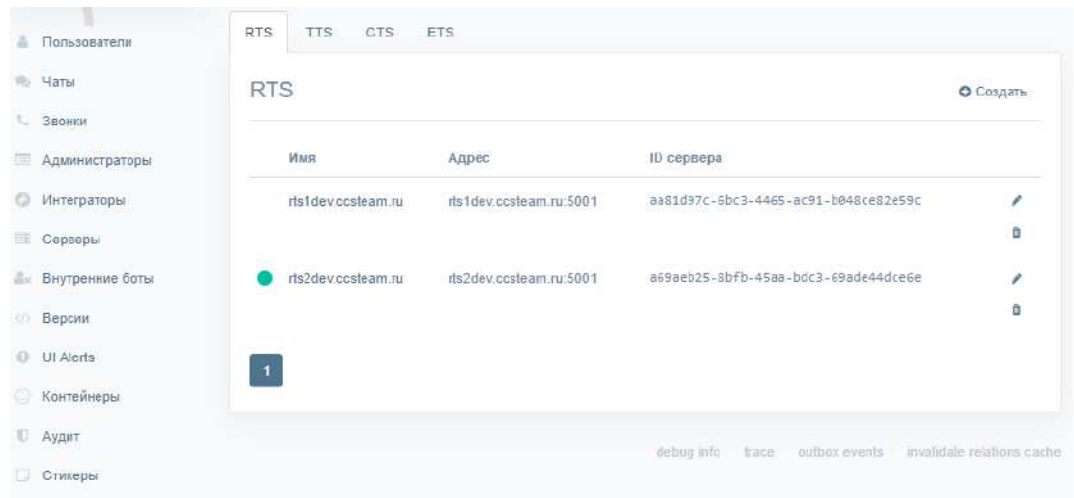 Пользователи
Чаты
Звонки
Администраторы
Интеграторы
Серверы
Внутренние боты
Версии
UI Alerts
Контейнеры
Аудит
Стикеры
RTS TTS CTS ETS
RTS
Создать
Имя Адрес ID сервера
rts1dev.ccsteam.ru rts1dev.ccsteam.ru:5001 aa81d97c-6bc3-4465-ac91-b048ce82e59c
rts2dev.ccsteam.ru rts2dev.ccsteam.ru:5001 a69aeb25-8bfb-45aa-bdc3-69ade44dce6e
1
debug info trace outbox events invalidate relations cache